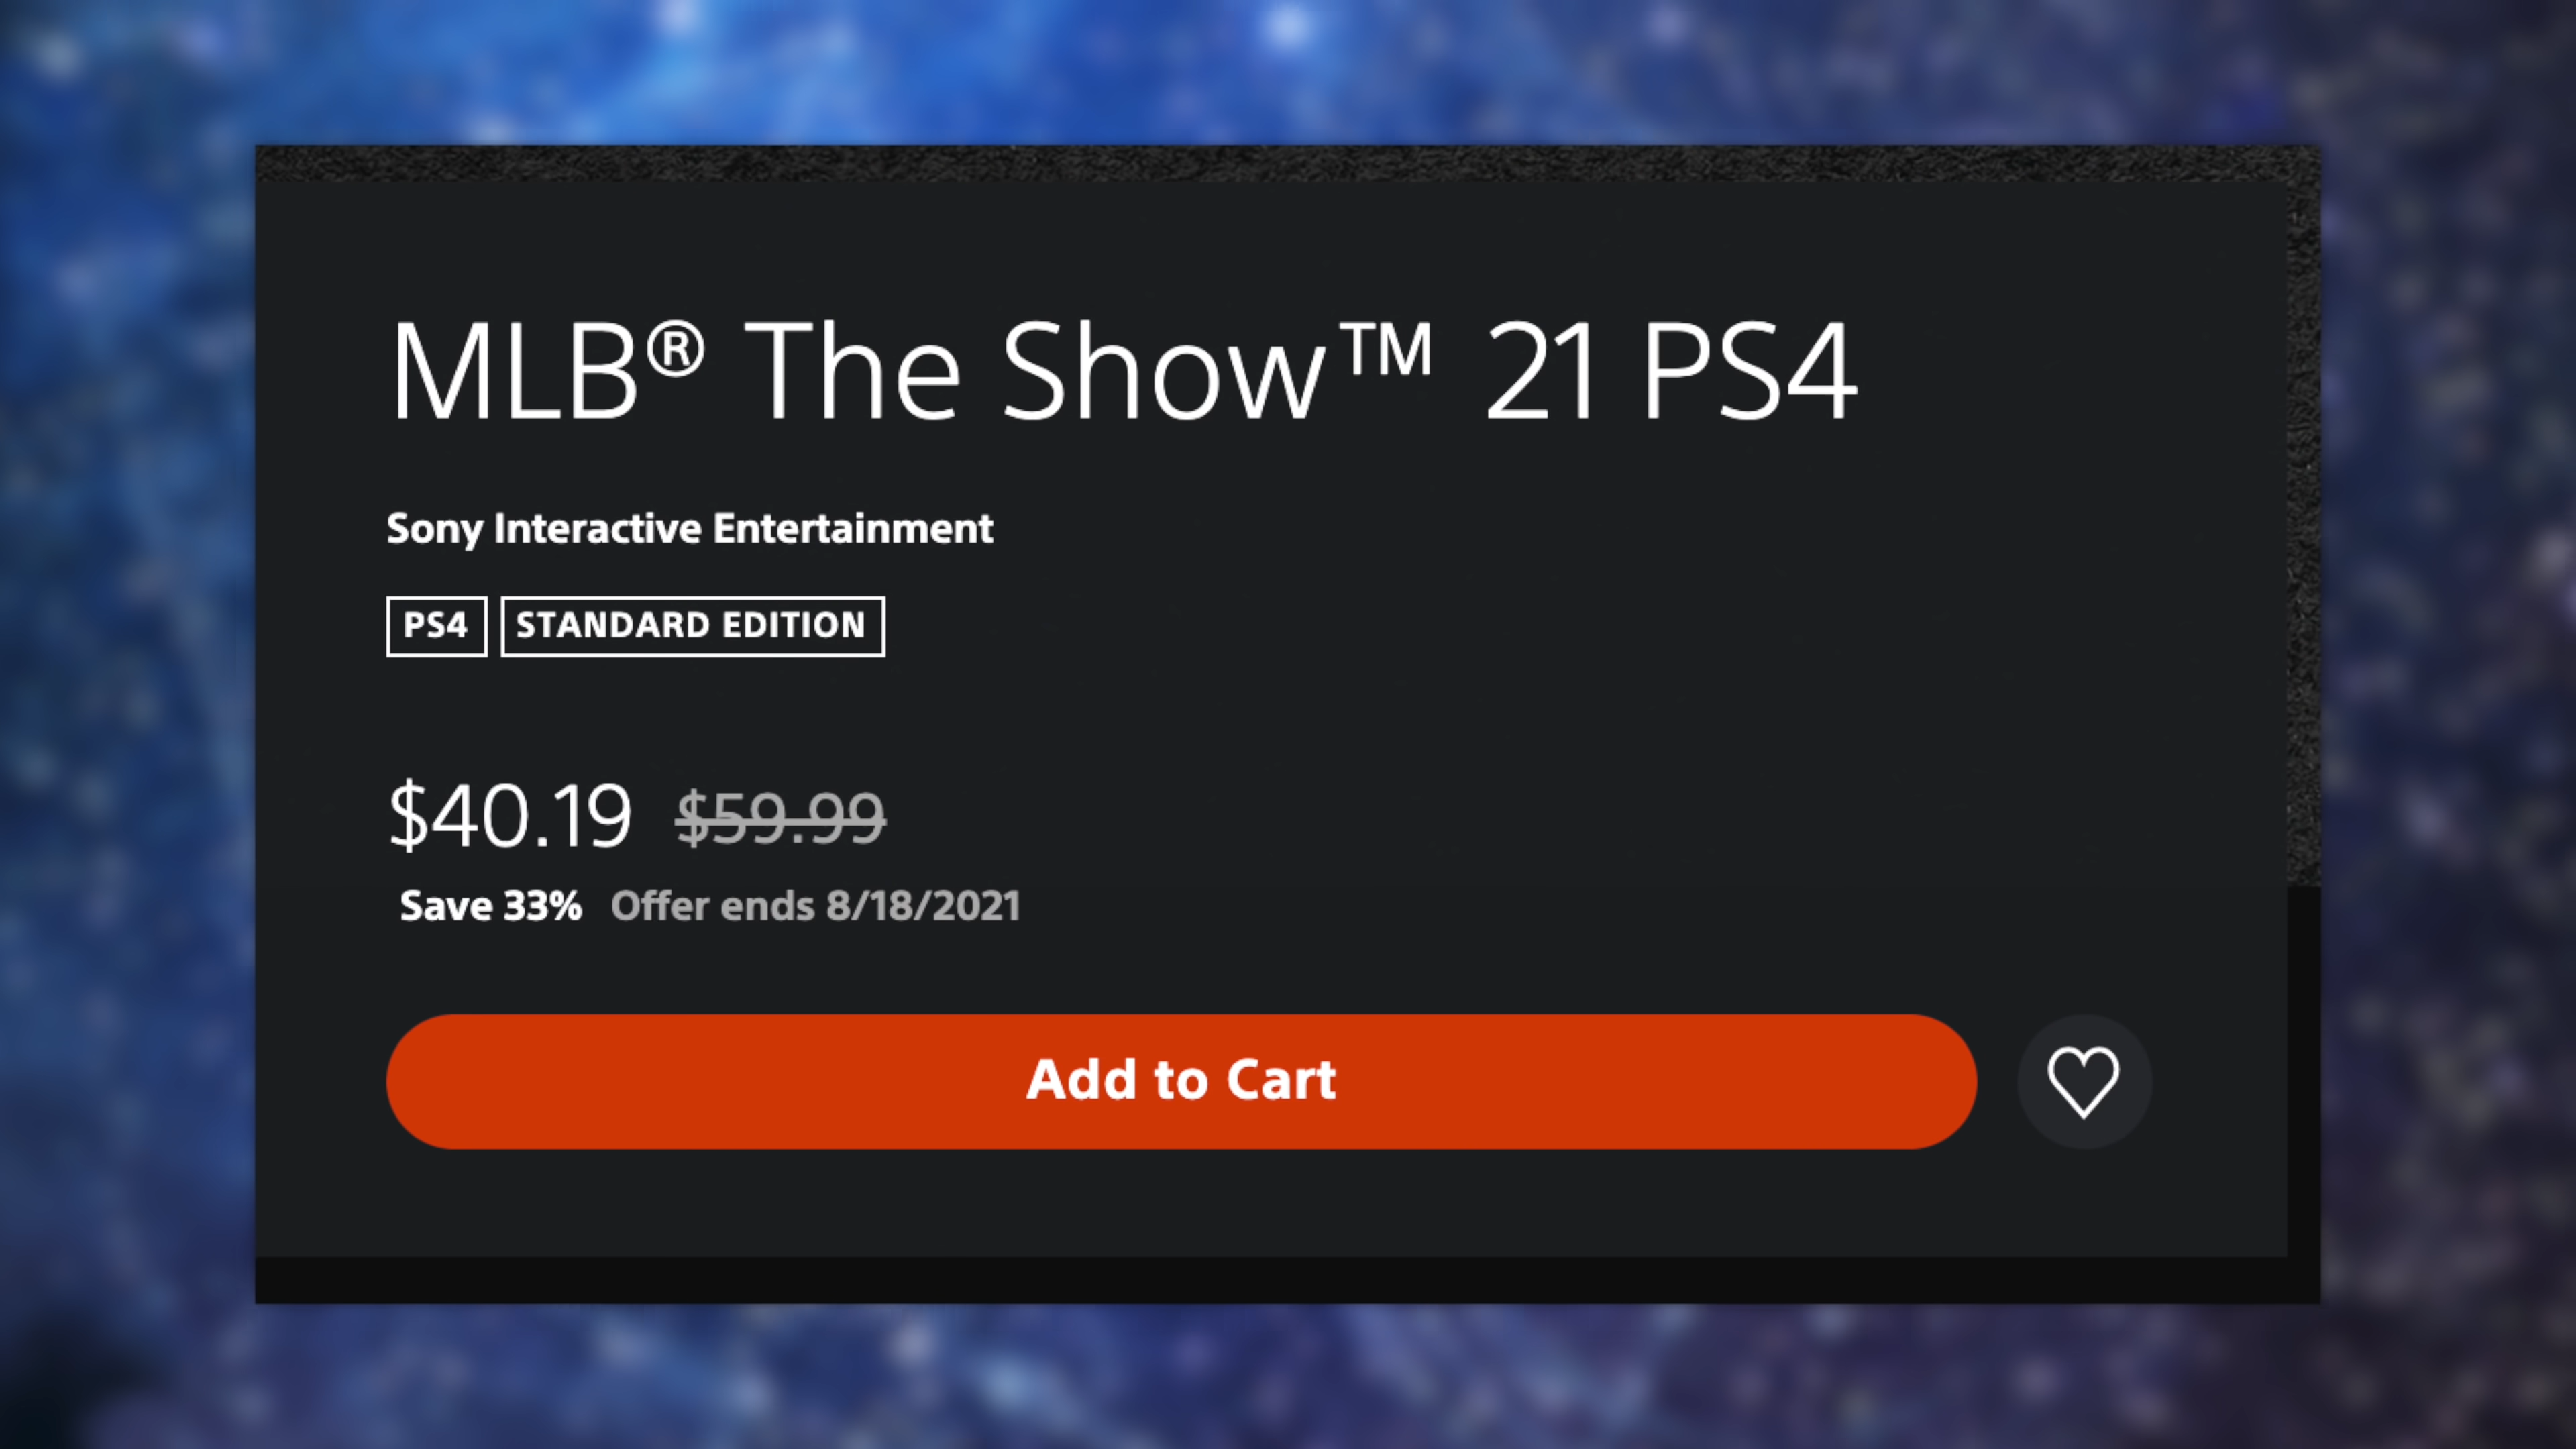 MLB® The Show™ 21 PS4
Sony Interactive Entertainment
PS4 STANDARD EDITION
$40.19 $59.99
Save 33% Offer ends 8/18/2021
Add to Cart